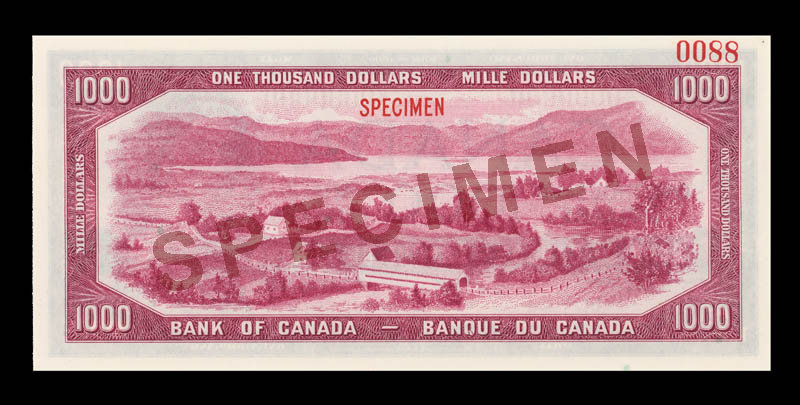 0088
ONE THOUSAND DOLLARS MILLE DOLLARS
1000 1000
SPECIMEN
MILLE DOLLARS
SPECIMEN
ONE THOUSAND DOLLARS
1000 1000
BANK OF CANADA — BANQUE DU CANADA